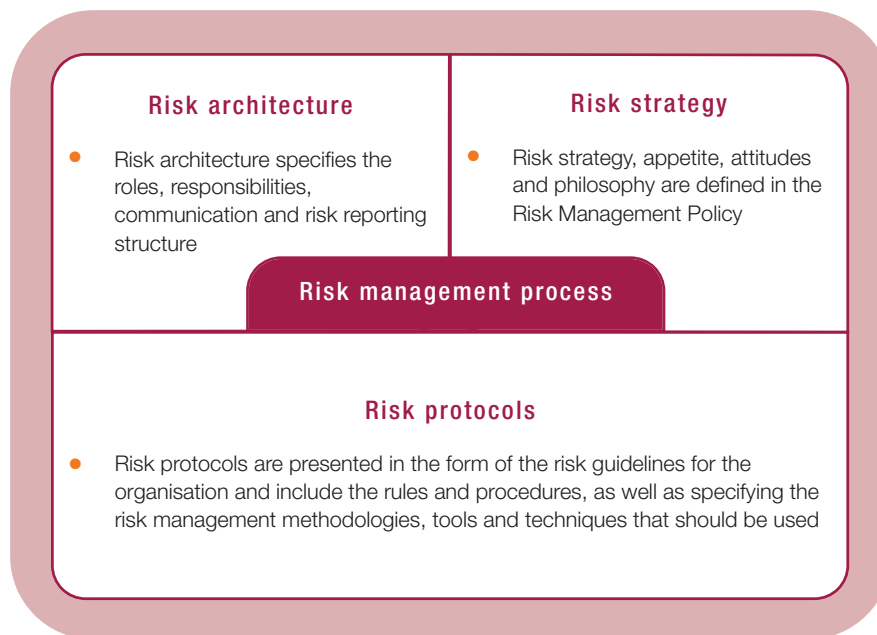 Risk architecture
• Risk architecture specifies the
roles, responsibilities,
communication and risk reporting
structure
Risk strategy
• Risk strategy, appetite, attitudes
and philosophy are defined in the
Risk Management Policy
Risk management process
Risk protocols
• Risk protocols are presented in the form of the risk guidelines for the
organisation and include the rules and procedures, as well as specifying the
risk management methodologies, tools and techniques that should be used